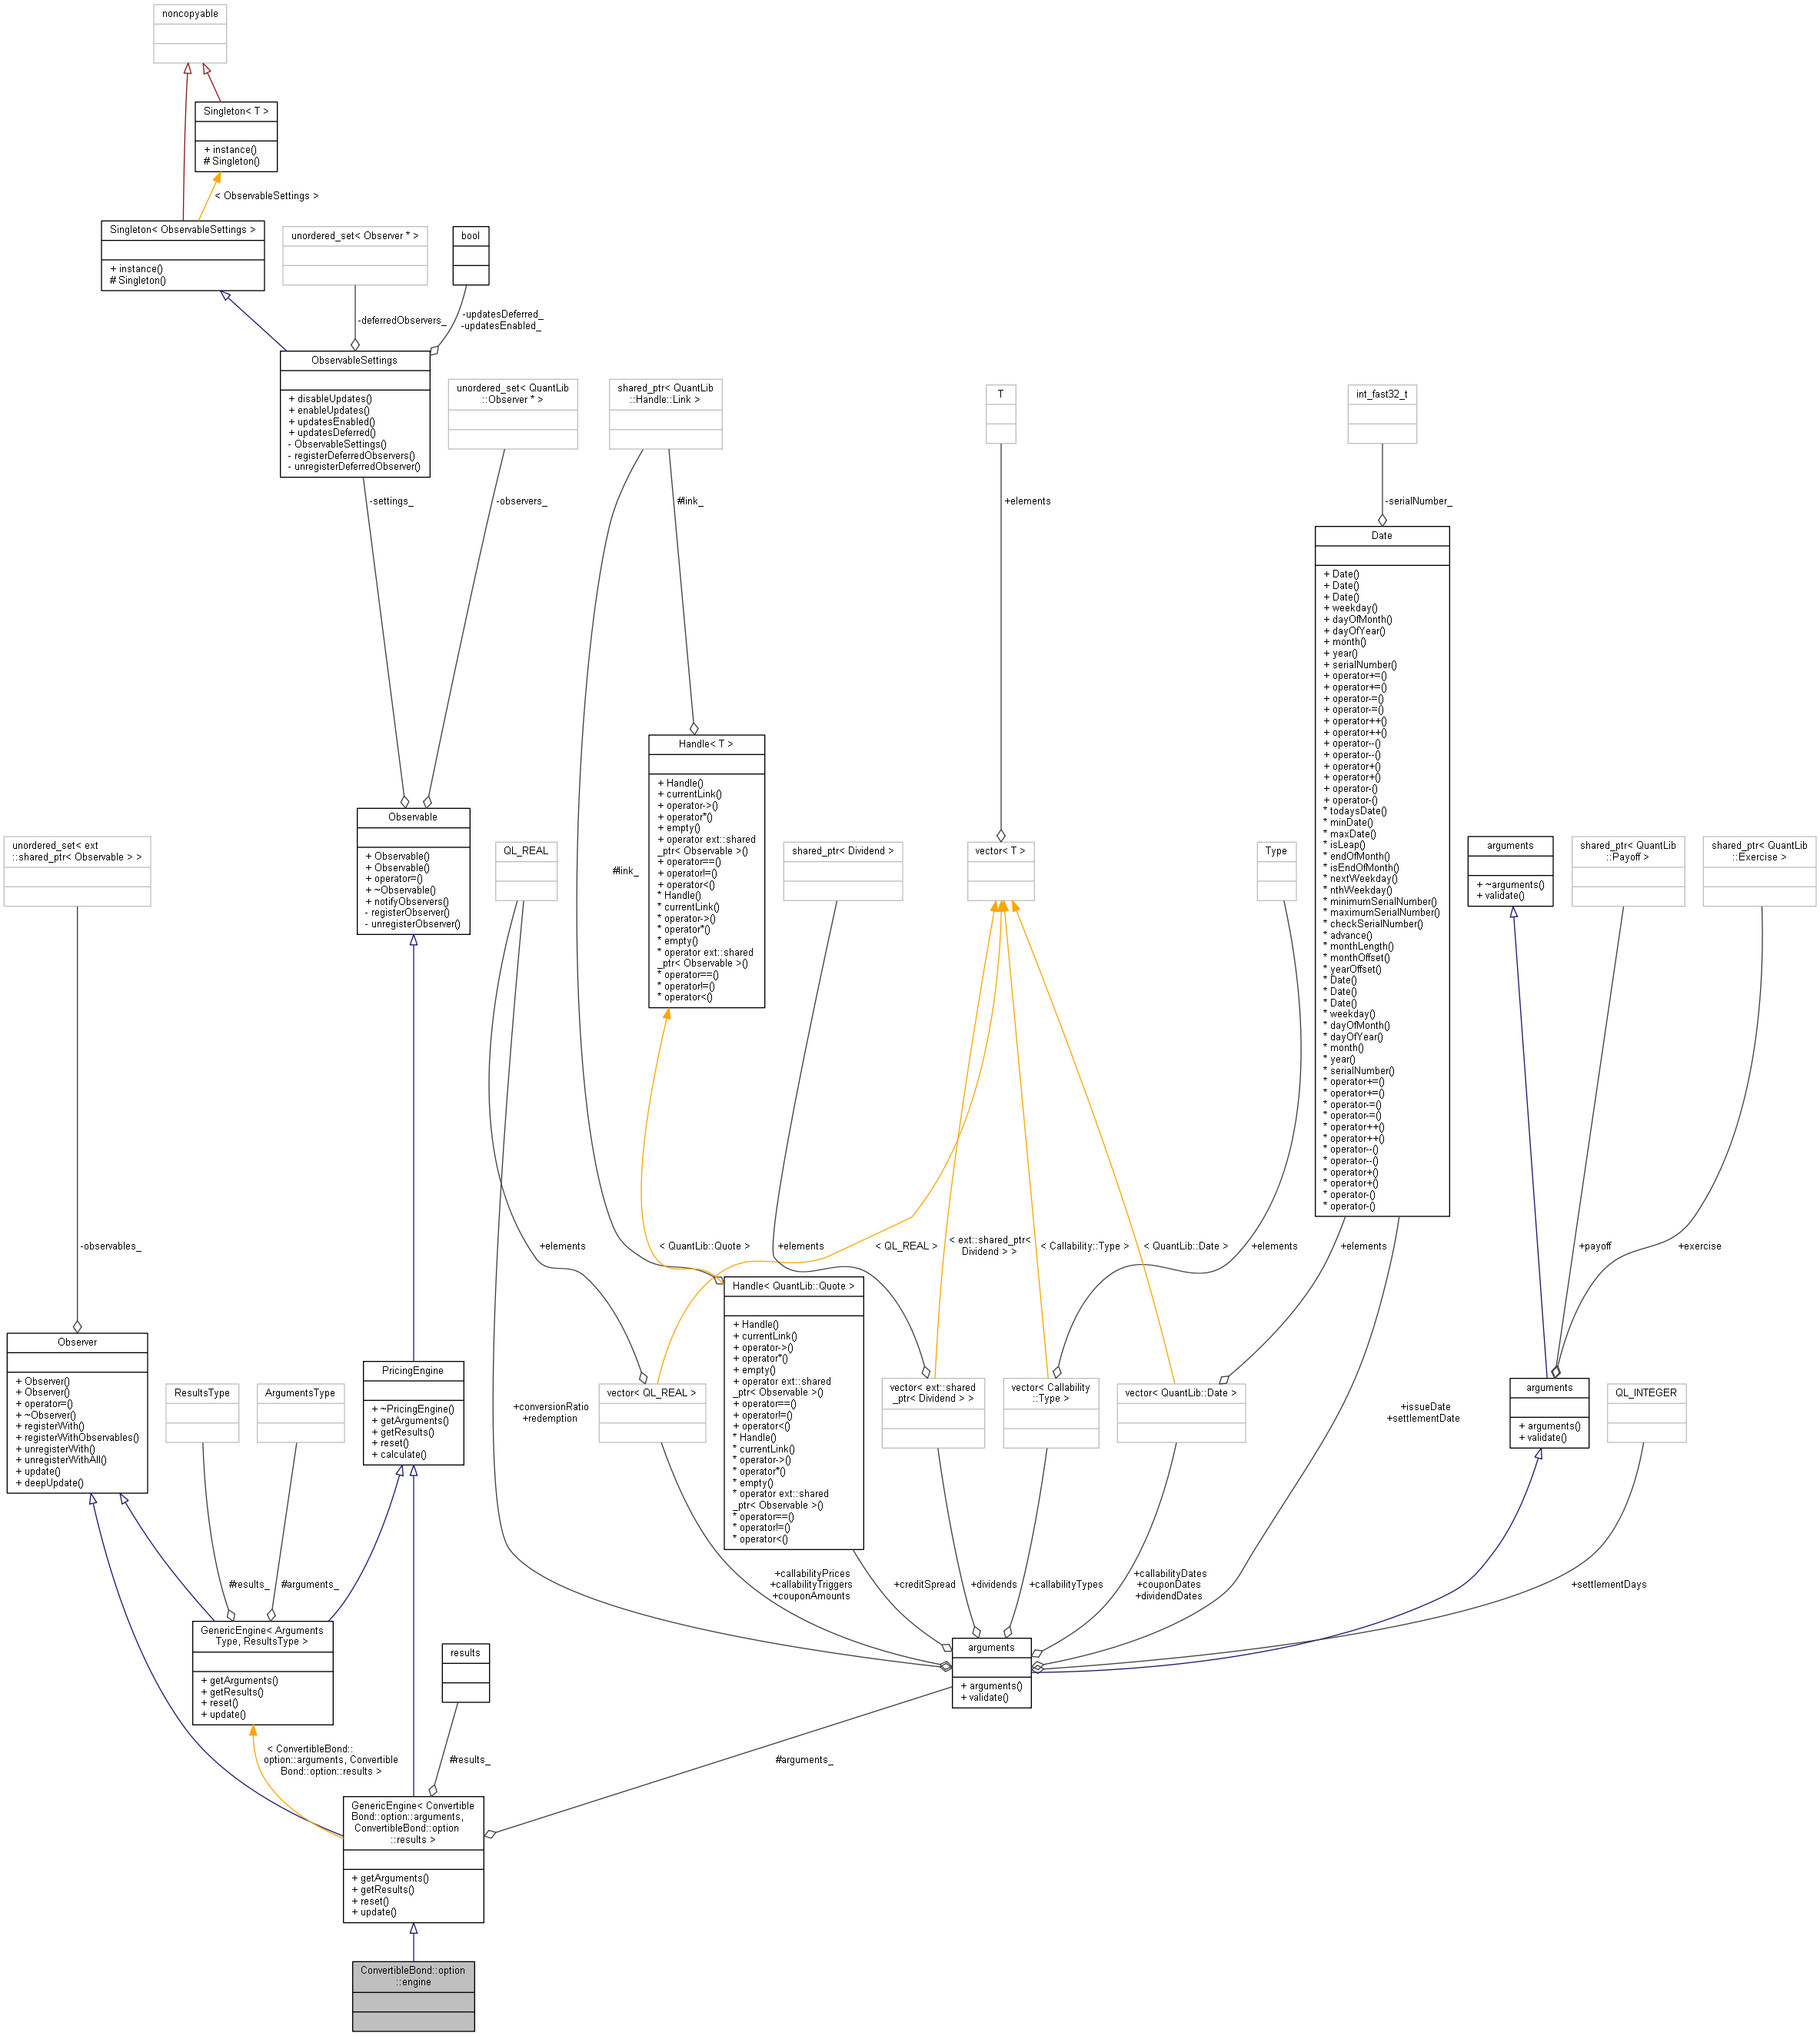 noncopyable
Singleton< T >
+ instance()
# Singleton()
< ObservableSettings >
Singleton< ObservableSettings >
+ instance()
# Singleton()
unordered_set< Observer * >
bool
-deferredObservers_
-updatesDeferred_
-updatesEnabled_
ObservableSettings
+ disableUpdates()
+ enableUpdates()
+ updatesEnabled()
+ updatesDeferred()
- ObservableSettings()
- registerDeferredObservers()
- unregisterDeferredObserver()
unordered_set< QuantLib
::Observer * >
shared_ptr< QuantLib
::Handle::Link >
T
int_fast32_t
-settings_
-observers_
#link_
+elements
-serialNumber_
Date
+ Date()
+ Date()
+ Date()
+ weekday()
+ dayOfMonth()
+ dayOfYear()
+ month()
+ year()
+ serialNumber()
+ operator+=()
+ operator+=()
+ operator-=()
+ operator-=()
+ operator++()
+ operator++()
+ operator--()
+ operator--()
+ operator+()
+ operator+()
+ operator-()
+ operator-()
* todaysDate()
* minDate()
* maxDate()
* isLeap()
* endOfMonth()
* isEndOfMonth()
* nextWeekday()
* nthWeekday()
* minimumSerialNumber()
* maximumSerialNumber()
* checkSerialNumber()
* advance()
* monthLength()
* monthOffset()
* yearOffset()
* Date()
* Date()
* Date()
* weekday()
* dayOfMonth()
* dayOfYear()
* month()
* year()
* serialNumber()
* operator+=()
* operator+=()
* operator-=()
* operator-=()
* operator++()
* operator++()
* operator--()
* operator--()
* operator+()
* operator+()
* operator-()
* operator-()
Handle< T >
+ Handle()
+ currentLink()
+ operator->()
+ operator*()
+ empty()
+ operator ext::shared
_ptr< Observable >()
+ operator==()
+ operator!=()
+ operator<()
* Handle()
* currentLink()
* operator->()
* operator*()
* empty()
* operator ext::shared
_ptr< Observable >()
* operator==()
* operator!=()
* operator<()
Observable
+ Observable()
+ Observable()
+ operator=()
+ ~Observable()
+ notifyObservers()
- registerObserver()
- unregisterObserver()
unordered_set< ext
::shared_ptr< Observable > >
QL_REAL
#link_
shared_ptr< Dividend >
vector< T >
Type
arguments
+ ~arguments()
+ validate()
shared_ptr< QuantLib
::Payoff >
shared_ptr< QuantLib
::Exercise >
-observables_
+elements
< QuantLib::Quote >
+elements
< QL_REAL >
< ext::shared_ptr<
Dividend > >
< Callability::Type >
< QuantLib::Date >
+elements
+elements
+payoff
+exercise
Observer
+ Observer()
+ Observer()
+ operator=()
+ ~Observer()
+ registerWith()
+ registerWithObservables()
+ unregisterWith()
+ unregisterWithAll()
+ update()
+ deepUpdate()
ResultsType
ArgumentsType
PricingEngine
+ ~PricingEngine()
+ getArguments()
+ getResults()
+ reset()
+ calculate()
+conversionRatio
+redemption
vector< QL_REAL >
Handle< QuantLib::Quote >
+ Handle()
+ currentLink()
+ operator->()
+ operator*()
+ empty()
+ operator ext::shared
_ptr< Observable >()
+ operator==()
+ operator!=()
+ operator<()
* Handle()
* currentLink()
* operator->()
* operator*()
* empty()
* operator ext::shared
_ptr< Observable >()
* operator==()
* operator!=()
* operator<()
vector< ext::shared
_ptr< Dividend > >
vector< Callability
::Type >
vector< QuantLib::Date >
+issueDate
+settlementDate
arguments
+ arguments()
+ validate()
QL_INTEGER
#results_
#arguments_
+callabilityPrices
+callabilityTriggers
+couponAmounts
+creditSpread
+dividends
+callabilityTypes
+callabilityDates
+couponDates
+dividendDates
+settlementDays
GenericEngine< Arguments
Type, ResultsType >
+ getArguments()
+ getResults()
+ reset()
+ update()
results
arguments
+ arguments()
+ validate()
< ConvertibleBond::
option::arguments, Convertible
Bond::option::results >
#results_
#arguments_
GenericEngine< Convertible
Bond::option::arguments,
ConvertibleBond::option
::results >
+ getArguments()
+ getResults()
+ reset()
+ update()
ConvertibleBond::option
::engine